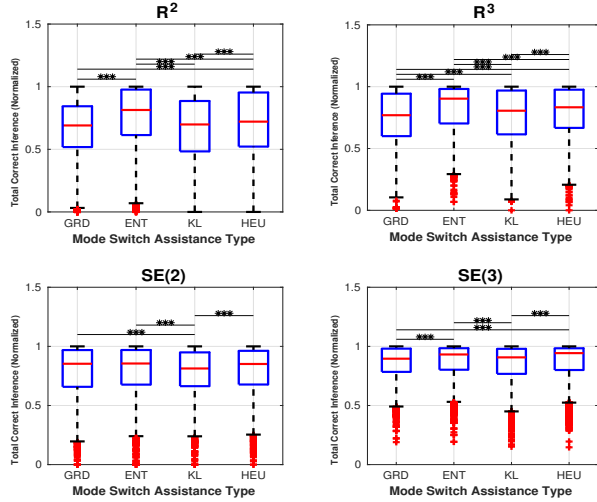 R²
Total Correct Inference (Normalized)
1.5
1
0.5
0
***
***
***
***
***
GRD ENT KL HEU
Mode Switch Assistance Type
R³
Total Correct Inference (Normalized)
1.5
1
0.5
0
***
***
***
***
***
***
GRD ENT KL HEU
Mode Switch Assistance Type
SE(2)
Total Correct Inference (Normalized)
1.5
1
0.5
0
***
***
***
GRD ENT KL HEU
Mode Switch Assistance Type
SE(3)
Total Correct Inference (Normalized)
1.5
1
0.5
0
***
***
***
***
GRD ENT KL HEU
Mode Switch Assistance Type